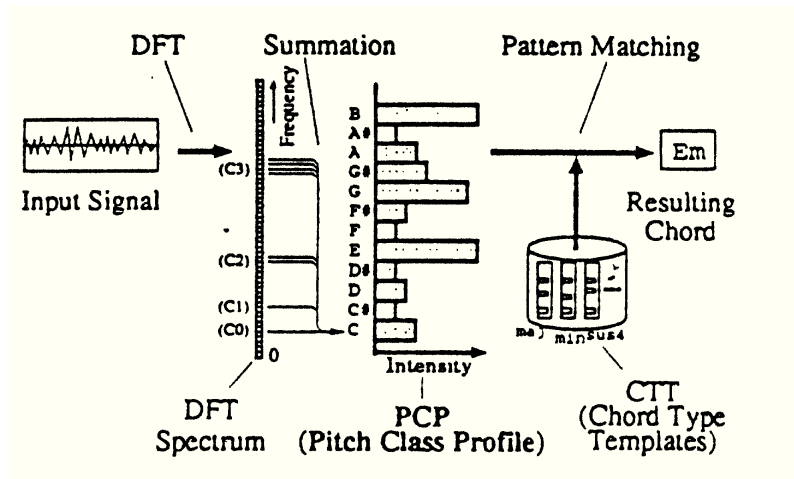 DFT
Summation
Pattern Matching
Frequency
B
A#
A
G#
G
F#
F
E
D#
D
C#
C
(C3)
(C2)
(C1)
(C0)
0
Input Signal
Em
Resulting
Chord
maj
min
sus4
Intensity
DFT
Spectrum
PCP
(Pitch Class Profile)
CTT
(Chord Type
Templates)